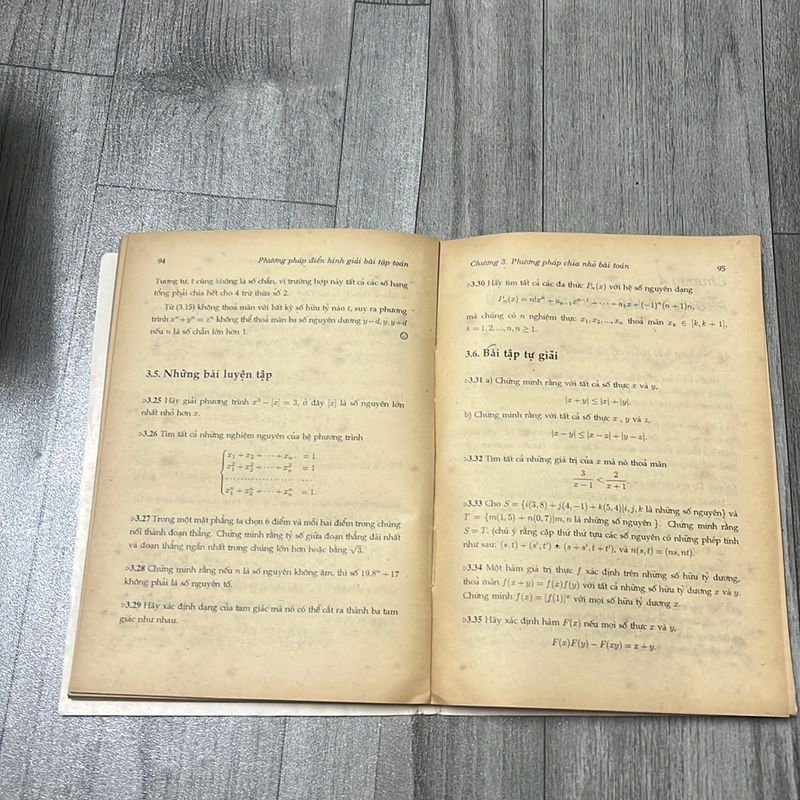 94 Phương pháp điển hình giải bài tập toán
Tương tự, t cũng không là số chẵn, vì trường hợp này tất cả các số hạng
tổng phải chia hết cho 4 trừ thừa số 2.
Từ (3.15) không thoả mãn với bất kỳ số hữu tỷ nào t, suy ra phương
trình xⁿ+yⁿ = zⁿ không thể thoả mãn ba số nguyên dương y−d, y, y+d
nếu n là số chẵn lớn hơn 1.
3.5. Những bài luyện tập
▷3.25 Hãy giải phương trình x³ − [x] = 3, ở đây [x] là số nguyên lớn
nhất nhỏ hơn x.
▷3.26 Tìm tất cả những nghiệm nguyên của hệ phương trình
x₁ + x₂ + ··· + xₙ = 1
x₁² + x₂² + ··· + xₙ² = 1
.............................. ...
x₁ⁿ + x₂ⁿ + ··· + xₙⁿ = 1.
▷3.27 Trong một mặt phẳng ta chọn 6 điểm và mỗi hai điểm trong chúng
nối thành đoạn thẳng. Chứng minh rằng tỷ số giữa đoạn thẳng dài nhất
và đoạn thẳng ngắn nhất trong chúng lớn hơn hoặc bằng √3.
▷3.28 Chứng minh rằng nếu n là số nguyên không âm, thì số 19.8ⁿ + 17
không phải là số nguyên tố.
▷3.29 Hãy xác định dạng của tam giác mà nó có thể cắt ra thành ba tam
giác như nhau.
Chương 3. Phương pháp chia nhỏ bài toán 95
▷3.30 Hãy tìm tất cả các đa thức Pₙ(x) với hệ số nguyên dạng
Pₙ(x) = n!xⁿ + aₙ₋₁xⁿ⁻¹ + ··· + a₁x + (−1)ⁿ(n+1)n,
mà chúng có n nghiệm thực x₁, x₂, ..., xₙ thoả mãn xₖ ∈ [k, k + 1],
k = 1, 2, ..., n, n ≥ 1.
3.6. Bài tập tự giải
▷3.31 a) Chứng minh rằng với tất cả số thực x và y,
|x + y| ≤ |x| + |y|.
b) Chứng minh rằng với tất cả số thực x , y và z,
|x − y| ≤ |x − z| + |y − z|.
▷3.32 Tìm tất cả những giá trị của x mà nó thoả mãn
3/(x − 1) < 2/(x + 1).
▷3.33 Cho S = {i(3, 8) + j(4, −1) + k(5, 4)|i, j, k là những số nguyên} và
T = {m(1, 5) + n(0, 7)|m, n là những số nguyên }. Chứng minh rằng
S = T. (chú ý rằng cặp thứ thứ tựu các số nguyên có những phép tính
như sau: (s, t) + (s', t') = (s + s', t + t'), và n(s, t) = (ns, nt).
▷3.34 Một hàm giá trị thực f xác định trên những số hữu tỷ dương,
thoả mãn f(x + y) = f(x)f(y) với tất cả những số hữu tỷ dương x và y.
Chứng minh f(x) = [f(1)]ˣ với mọi số hữu tỷ dương x.
▷3.35 Hãy xác định hàm F(x) nếu mọi số thực x và y,
F(x)F(y) − F(xy) = x + y.